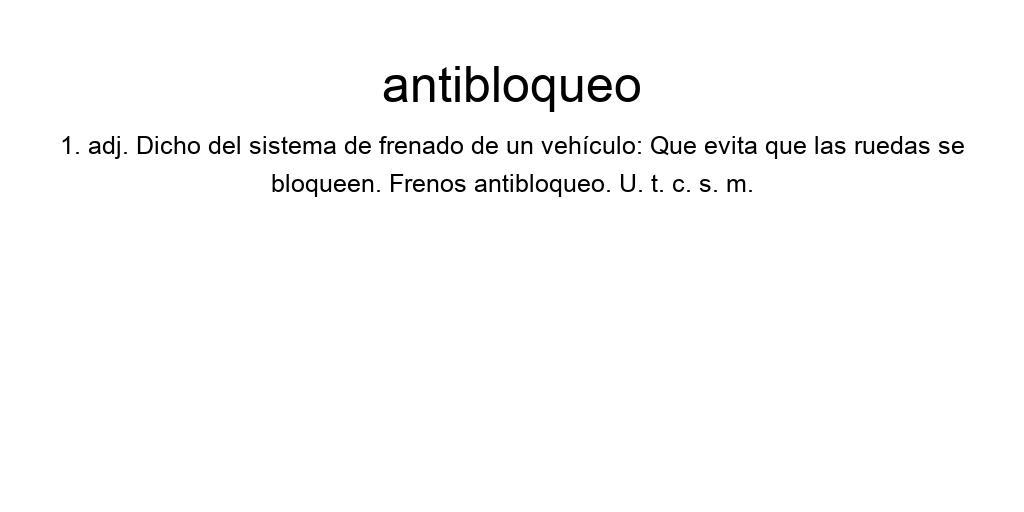 antibloqueo
1. adj. Dicho del sistema de frenado de un vehículo: Que evita que las ruedas se
bloqueen. Frenos antibloqueo. U. t. c. s. m.